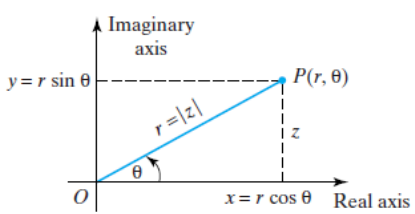 Imaginary
axis
y = r sin θ
P(r, θ)
r = |z|
z
θ
O
x = r cos θ
Real axis